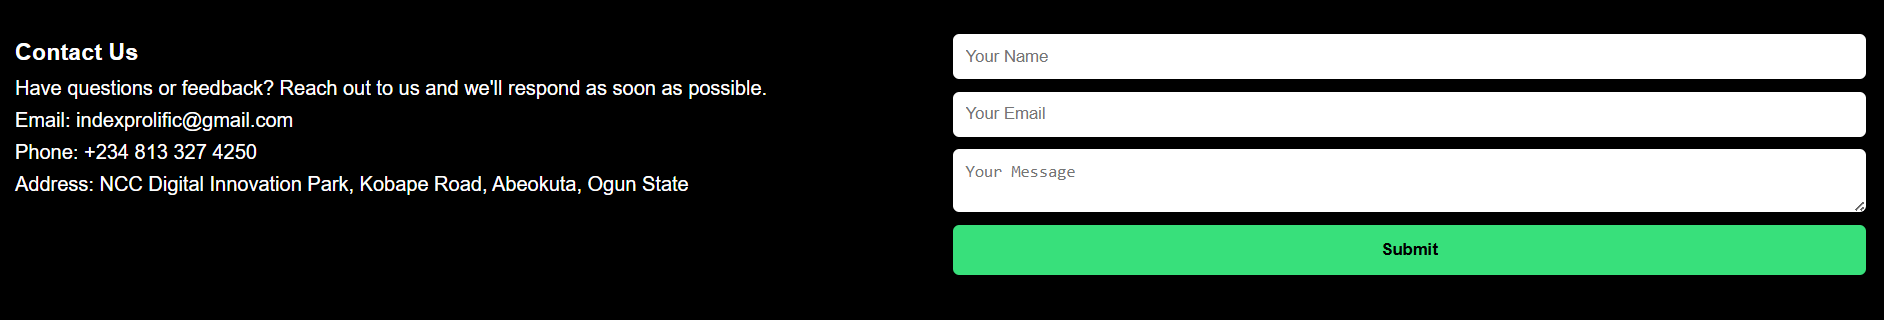 Contact Us
Have questions or feedback? Reach out to us and we'll respond as soon as possible.
Email: indexprolific@gmail.com
Phone: +234 813 327 4250
Address: NCC Digital Innovation Park, Kobape Road, Abeokuta, Ogun State
Your Name
Your Email
Your Message
Submit